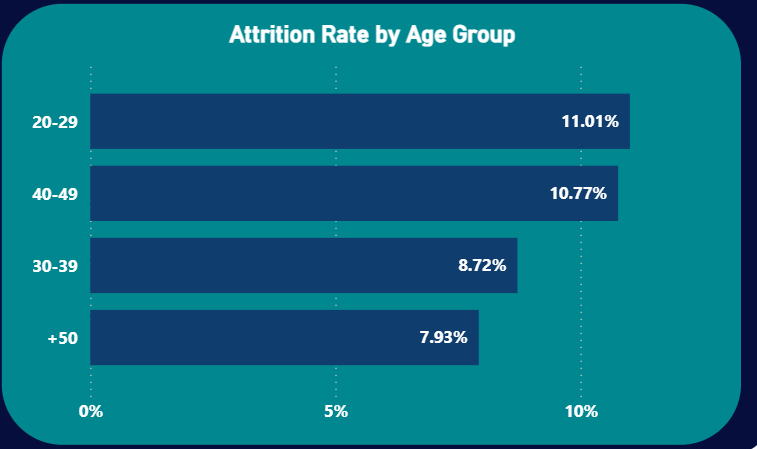 Attrition Rate by Age Group
20-29 11.01%
40-49 10.77%
30-39 8.72%
+50 7.93%
0% 5% 10%